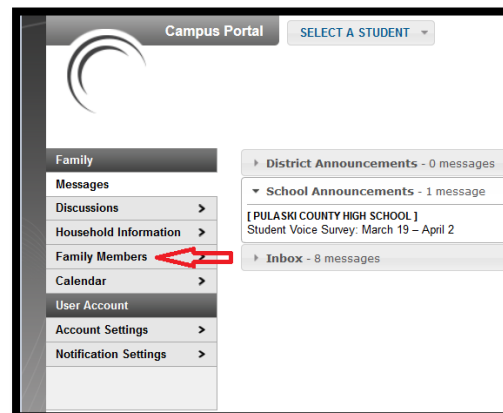 Campus Portal
SELECT A STUDENT
Family
Messages
Discussions
Household Information
Family Members
Calendar
User Account
Account Settings
Notification Settings
District Announcements - 0 messages
School Announcements - 1 message
[ PULASKI COUNTY HIGH SCHOOL ]
Student Voice Survey: March 19 – April 2
Inbox - 8 messages